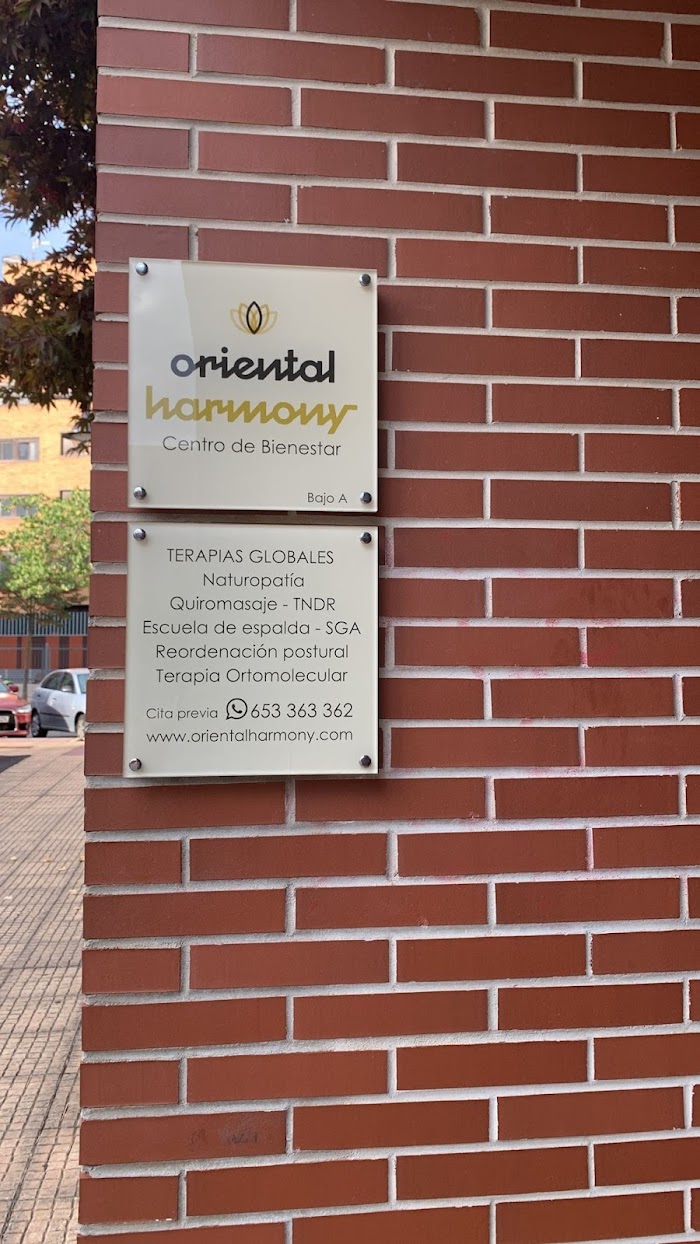 oriental
harmony
Centro de Bienestar
Bajo A
TERAPIAS GLOBALES
Naturopatía
Quiromasaje - TNDR
Escuela de espalda - SGA
Reordenación postural
Terapia Ortomolecular
Cita previa 653 363 362
www.orientalharmony.com